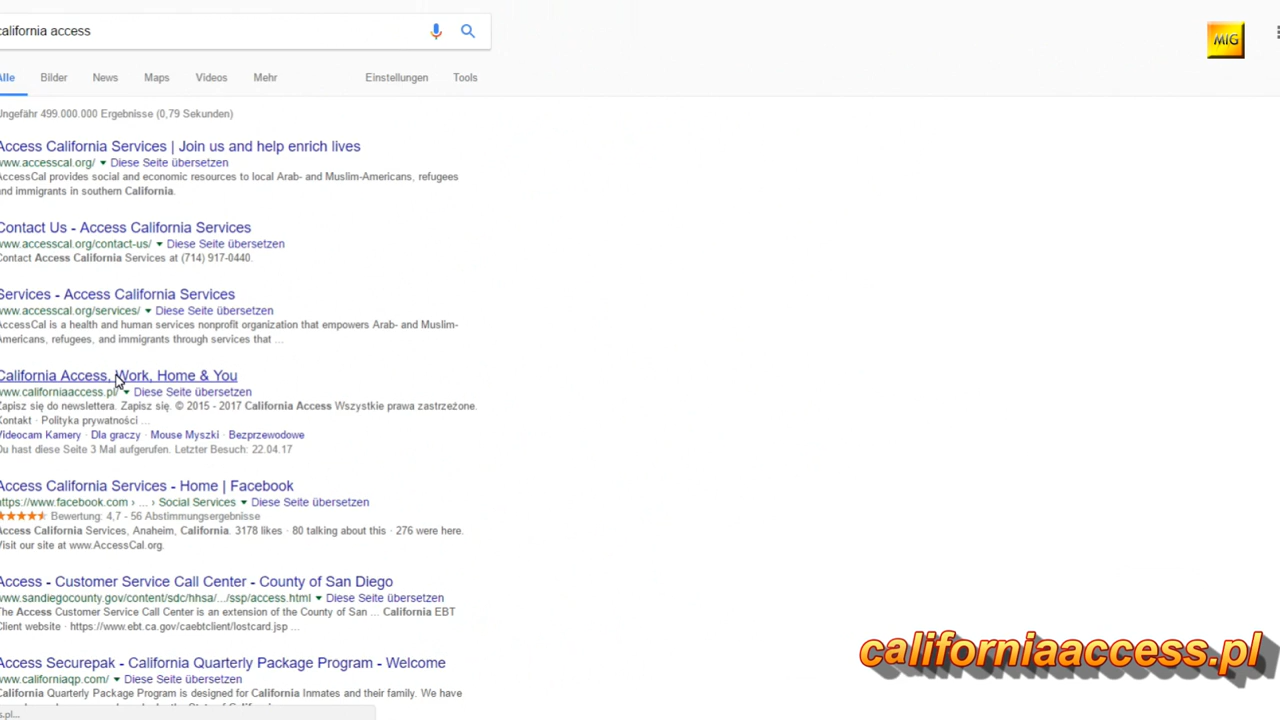 california access
MIG
Alle Bilder News Maps Videos Mehr Einstellungen Tools
Ungefähr 499.000.000 Ergebnisse (0,79 Sekunden)
Access California Services | Join us and help enrich lives
www.accesscal.org/ Diese Seite übersetzen
AccessCal provides social and economic resources to local Arab- and Muslim-Americans, refugees
and immigrants in southern California.
Contact Us - Access California Services
www.accesscal.org/contact-us/ Diese Seite übersetzen
Contact Access California Services at (714) 917-0440.
Services - Access California Services
www.accesscal.org/services/ Diese Seite übersetzen
AccessCal is a health and human services nonprofit organization that empowers Arab- and Muslim-
Americans, refugees, and immigrants through services that ...
California Access, Work, Home & You
www.californiaaccess.pl/ Diese Seite übersetzen
Zapisz się do newslettera. Zapisz się. © 2015 - 2017 California Access Wszystkie prawa zastrzeżone.
Kontakt · Polityka prywatności ...
Videocam Kamery · Dla graczy · Mouse Myszki · Bezprzewodowe
Du hast diese Seite 3 Mal aufgerufen. Letzter Besuch: 22.04.17
Access California Services - Home | Facebook
https://www.facebook.com › ... › Social Services Diese Seite übersetzen
Bewertung: 4,7 - 56 Abstimmungsergebnisse
Access California Services, Anaheim, California. 3178 likes · 80 talking about this · 276 were here.
Visit our site at www.AccessCal.org.
Access - Customer Service Call Center - County of San Diego
www.sandiegocounty.gov/content/sdc/hhsa/.../ssp/access.html Diese Seite übersetzen
The Access Customer Service Call Center is an extension of the County of San ... California EBT
Client website · https://www.ebt.ca.gov/caebtclient/lostcard.jsp ...
Access Securepak - California Quarterly Package Program - Welcome
www.californiaqp.com/ Diese Seite übersetzen
California Quarterly Package Program is designed for California Inmates and their family. We have
s.pl...
californiaaccess.pl